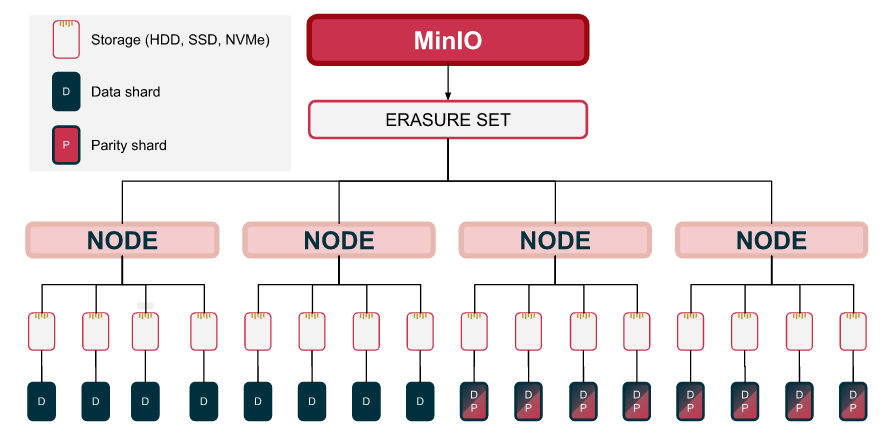 MinIO
Storage (HDD, SSD, NVMe)
D Data shard
P Parity shard
ERASURE SET
NODE NODE NODE NODE
D D D D D D D D D D D D D D D D
P P P P P P P P